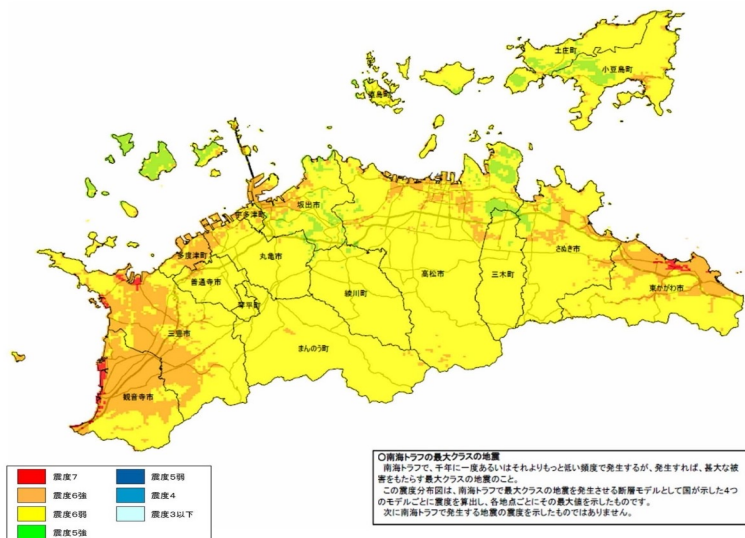 土庄町
小豆島町
直島町
坂出市
宇多津町
多度津町
丸亀市
さぬき市
善通寺市
高松市
三木町
綾川町
東かがわ市
琴平町
三豊市
まんのう町
観音寺市
○南海トラフの最大クラスの地震
南海トラフで、千年に一度あるいはそれよりもっと低い頻度で発生するが、発生すれば、甚大な被
害をもたらす最大クラスの地震のこと。
この震度分布図は、南海トラフで最大クラスの地震を発生させる断層モデルとして国が示した4つ
のモデルごとに震度を算出し、各地点ごとにその最大値を示したものです。
次に南海トラフで発生する地震の震度を示したものではありません。
震度7
震度6強
震度6弱
震度5強
震度5弱
震度4
震度3以下